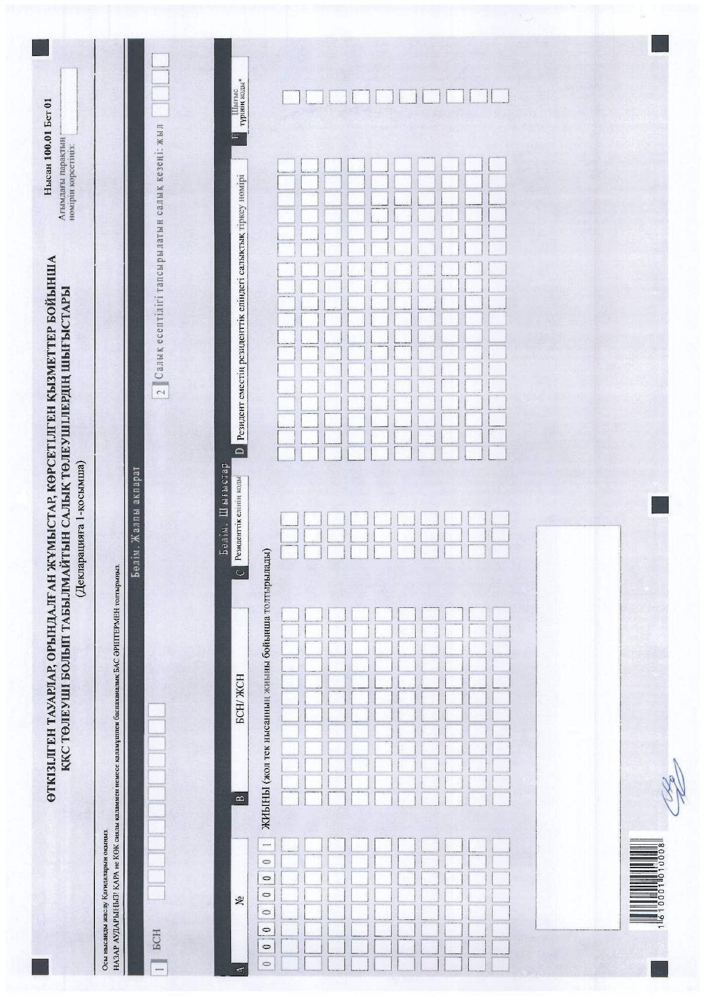 ӨТКІЗІЛГЕН ТАУАРЛАР, ОРЫНДАЛҒАН ЖҰМЫСТАР, КӨРСЕТІЛГЕН ҚЫЗМЕТТЕР БОЙЫНША
ҚҚС ТӨЛЕУШІ БОЛЫП ТАБЫЛМАЙТЫН САЛЫҚ ТӨЛЕУШІЛЕРДІҢ ШЫҒЫСТАРЫ
(Декларацияға 1-қосымша)
Нысан 100.01 Бет 01
Ағымдағы парақтың
нөмірін көрсетіңіз:
Осы нысанды жасау Қағидаларын оқыңыз.
НАЗАР АУДАРЫҢЫЗ! ҚАРА не КӨК сиялы қаламмен немесе қаламұшпен баспаханалық БАС ӘРІПТЕРМЕН толтырыңыз.
Бөлім. Жалпы ақпарат
1 БСН
2 Салық есептілігі тапсырылатын салық кезеңі: жыл
Бөлім. Шығыстар
A №
B БСН/ ЖСН
C Резиденттік елінің коды
D Резидент еместің резиденттік еліндегі салықтық тіркеу нөмірі
E Шығыс түрінің коды*
0 0 0 0 0 0 0 1 ЖИЫНЫ (жол тек нысанның жиыны бойынша толтырылады)
1610001010008